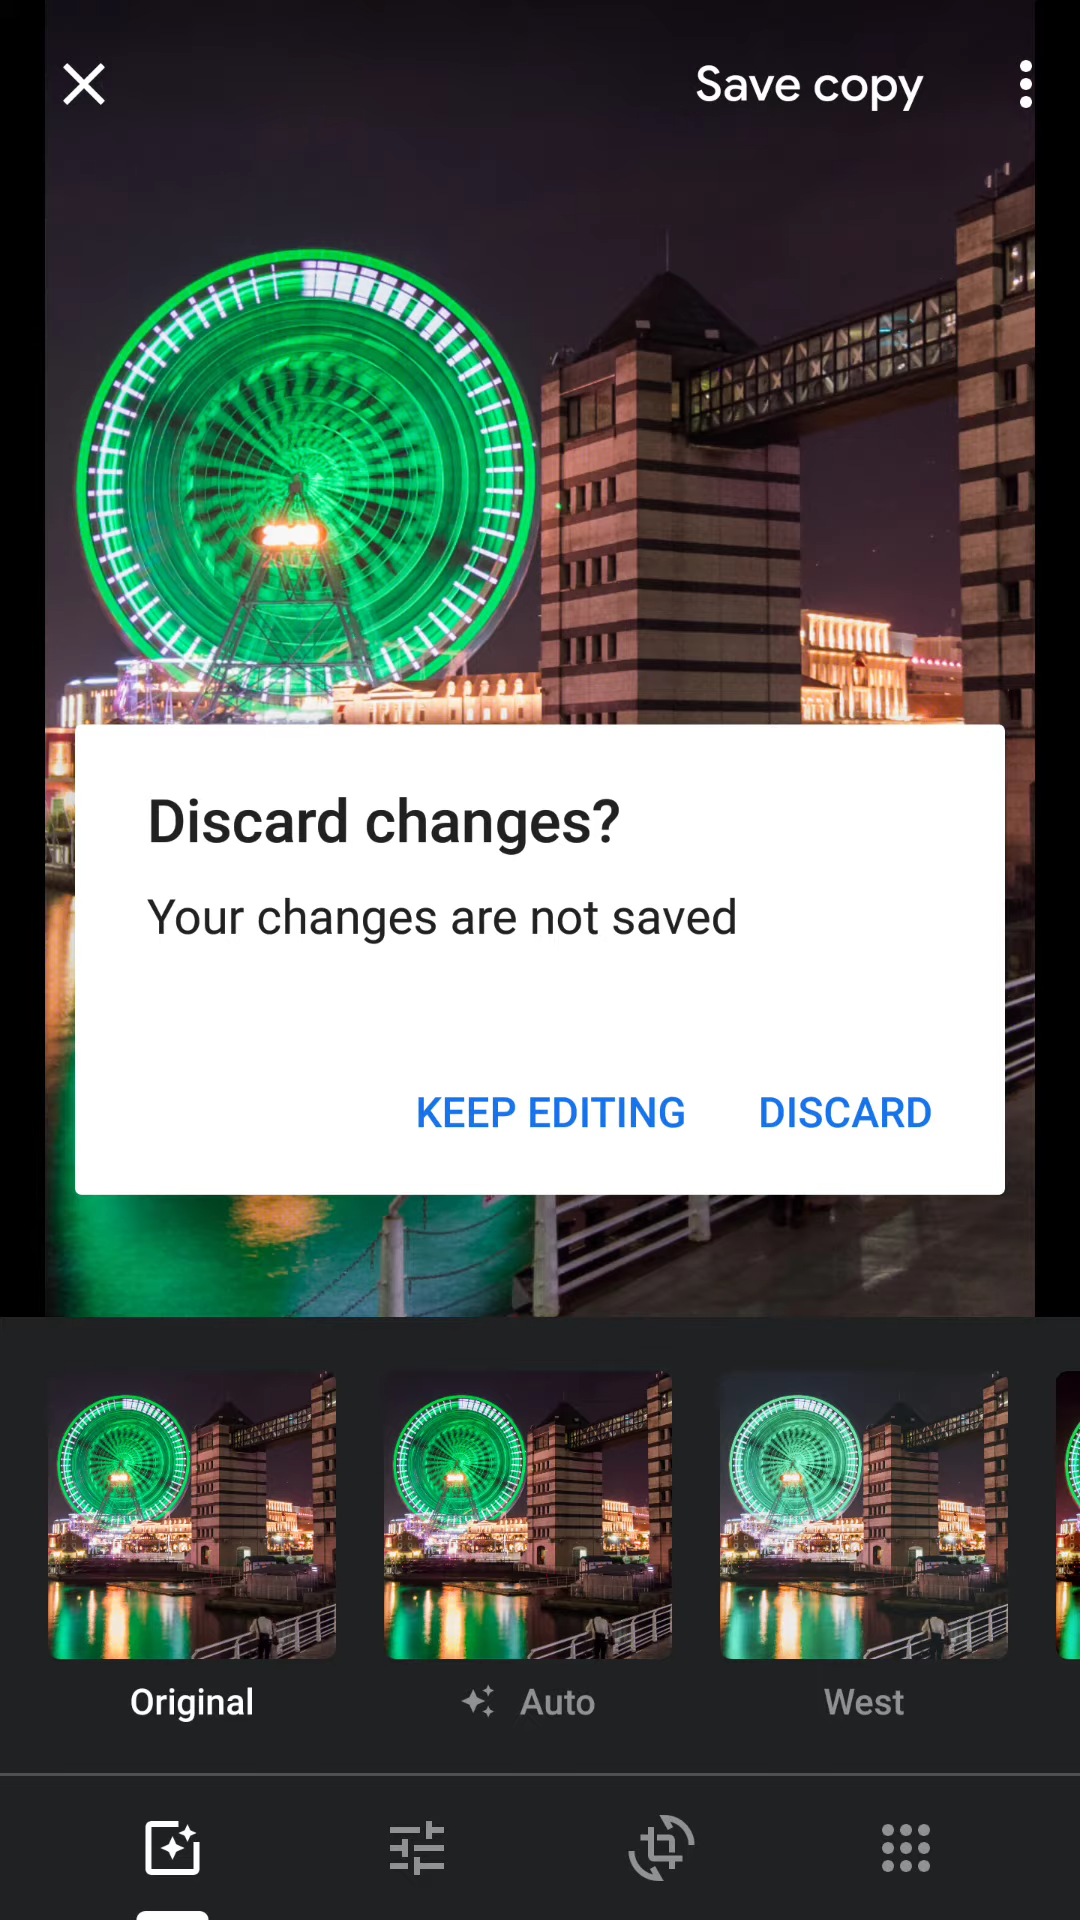 Save copy
Discard changes?
Your changes are not saved
KEEP EDITING DISCARD
Original Auto West